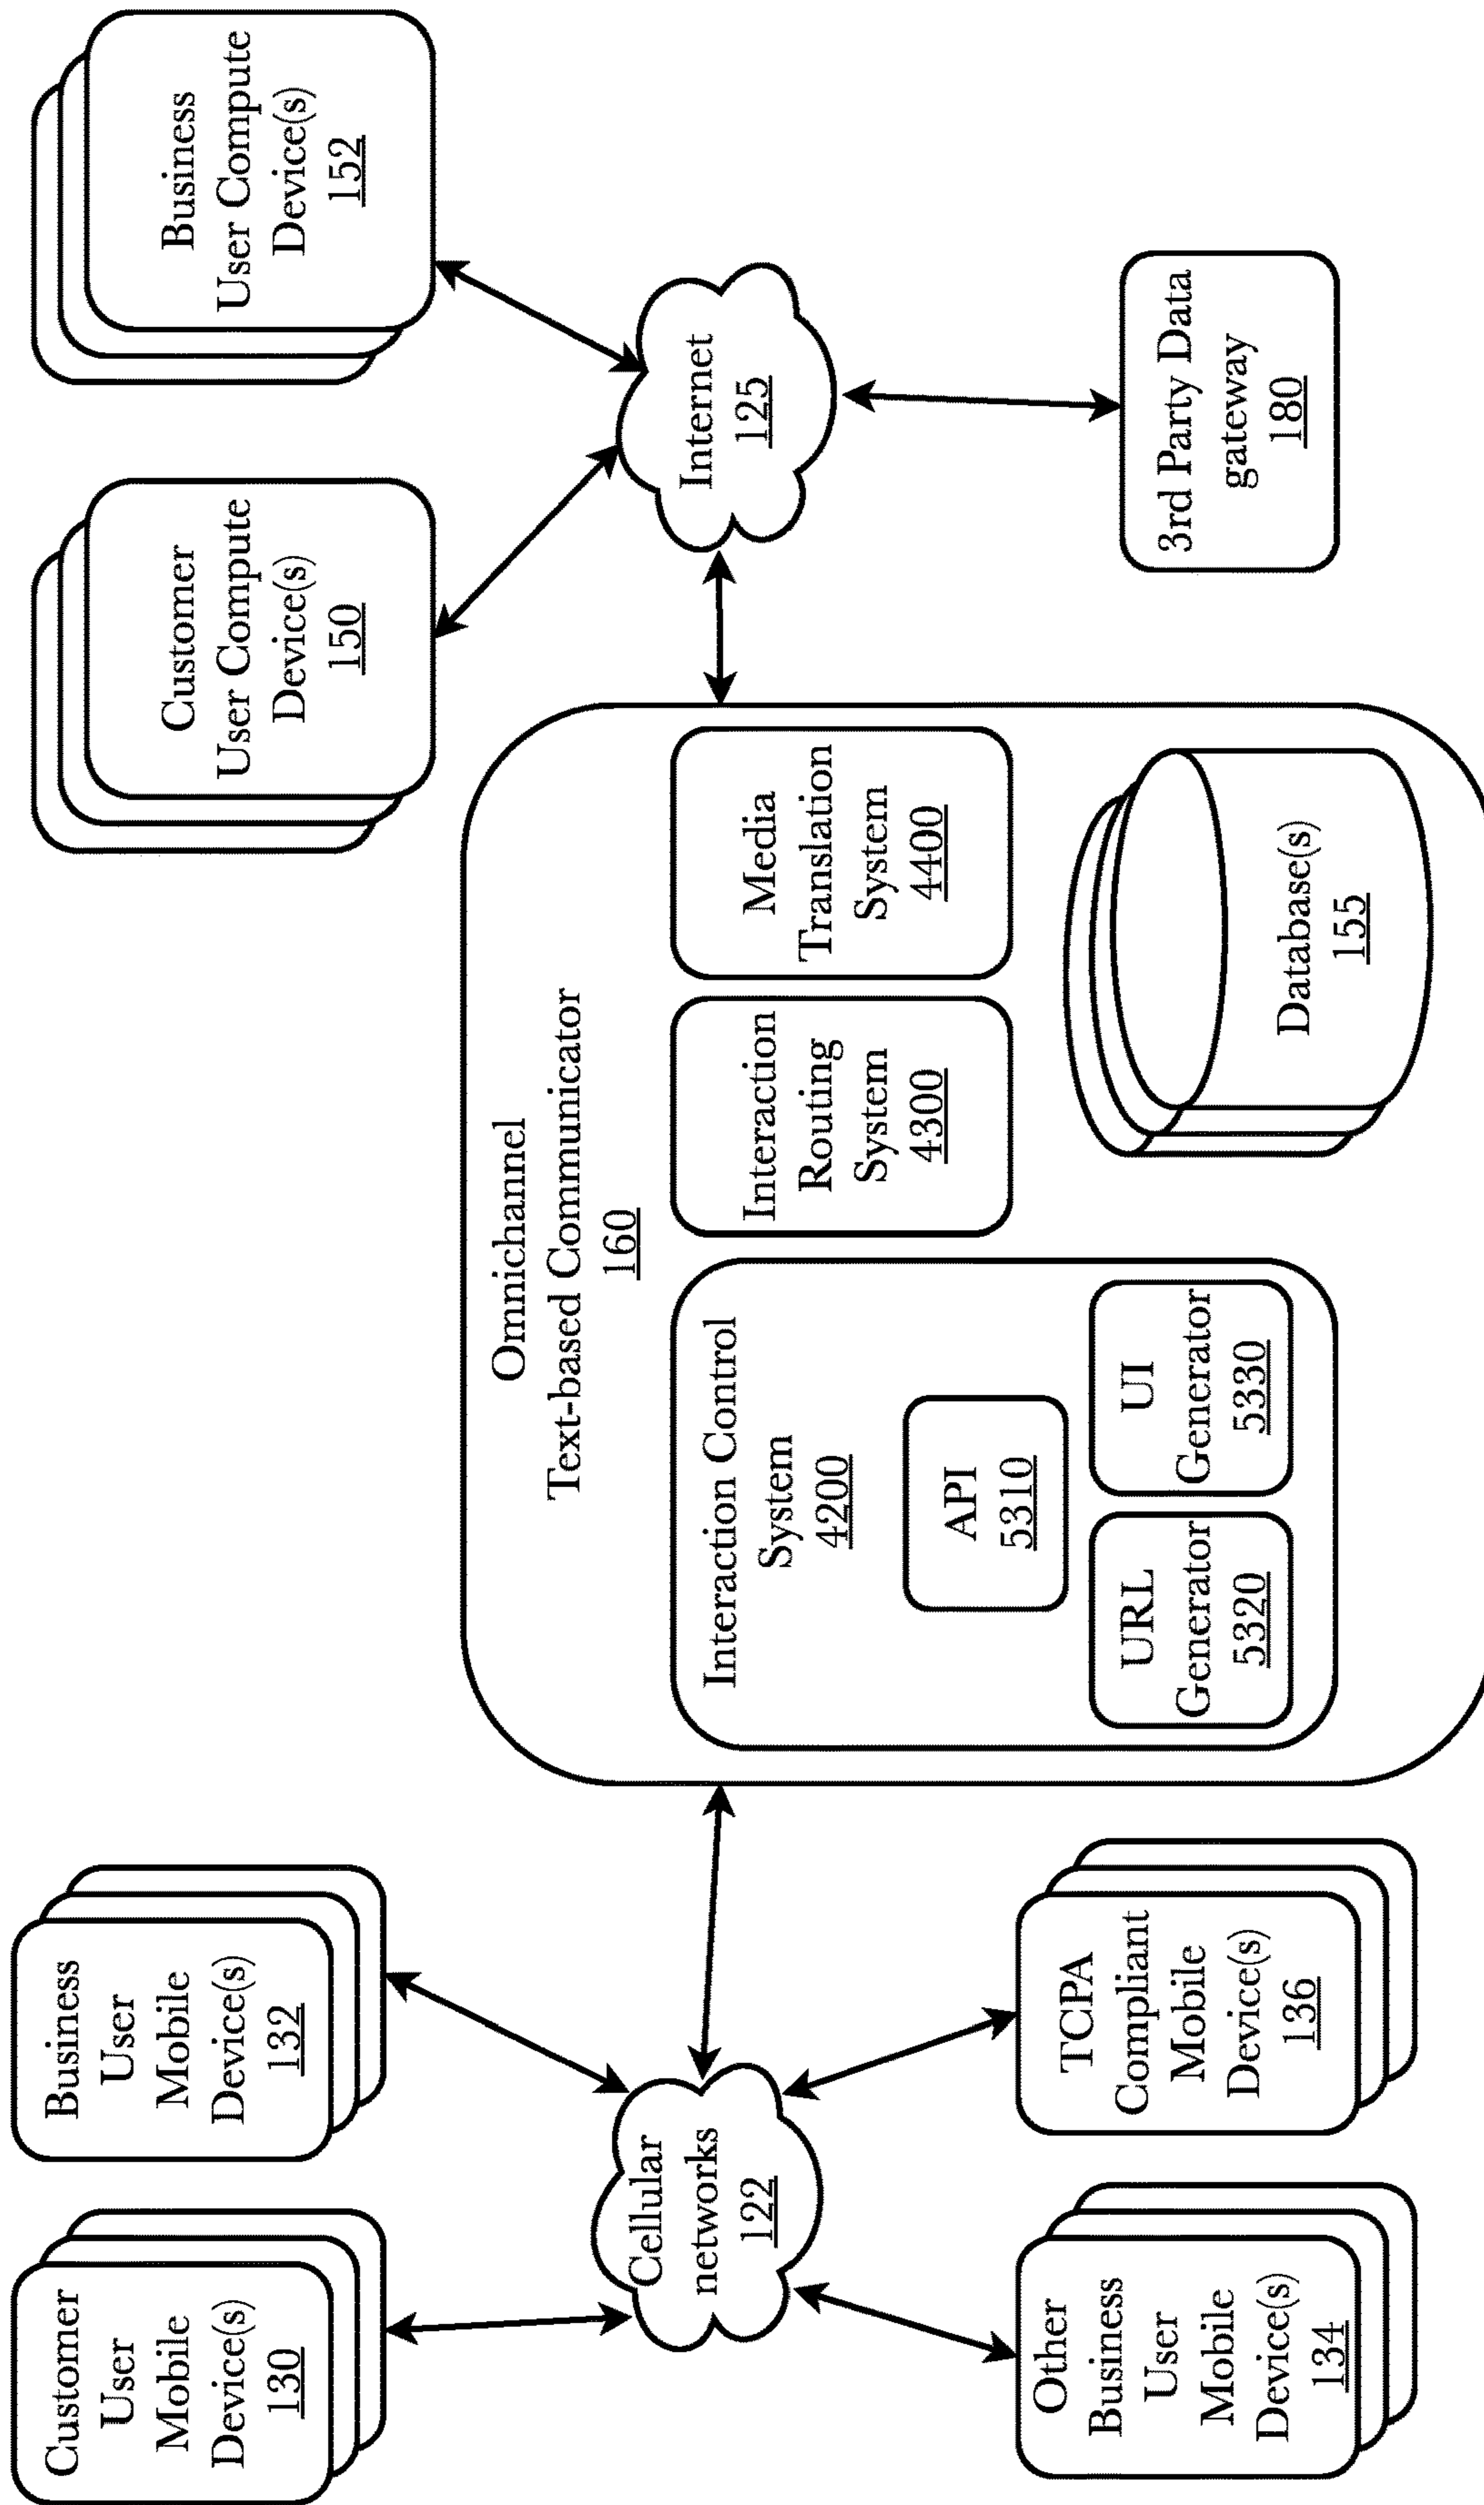 Customer
User
Mobile
Device(s)
130
Business
User
Mobile
Device(s)
132
Customer
User Compute
Device(s)
150
Business
User Compute
Device(s)
152
Cellular
networks
122
Omnichannel
Text-based Communicator
160
Internet
125
Interaction Control
System
4200
API
5310
URL
Generator
5320
UI
Generator
5330
Interaction
Routing
System
4300
Media
Translation
System
4400
Database(s)
155
Other
Business
User
Mobile
Device(s)
134
TCPA
Compliant
Mobile
Device(s)
136
3rd Party Data
gateway
180